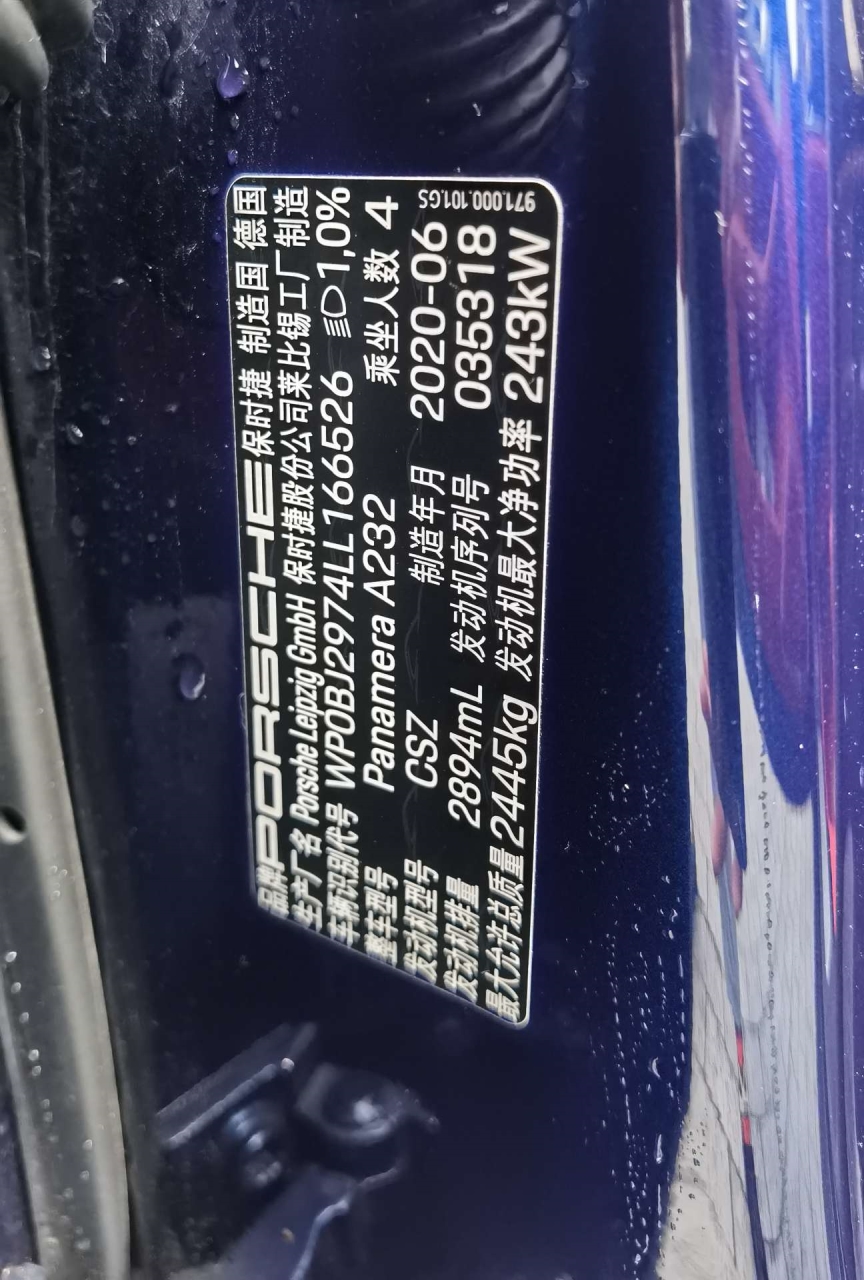 品牌 PORSCHE 保时捷 制造国 德国
生产厂名 Porsche Leipzig GmbH 保时捷股份公司莱比锡工厂制造
车辆识别代号 WP0BJ2974LL166526 1,0%
整车型号 Panamera A232 乘坐人数 4
发动机型号 CSZ 制造年月 2020-06
发动机排量 2894mL 发动机序列号 035318
最大允许总质量 2445kg 发动机最大净功率 243kW
971.000.101.GS